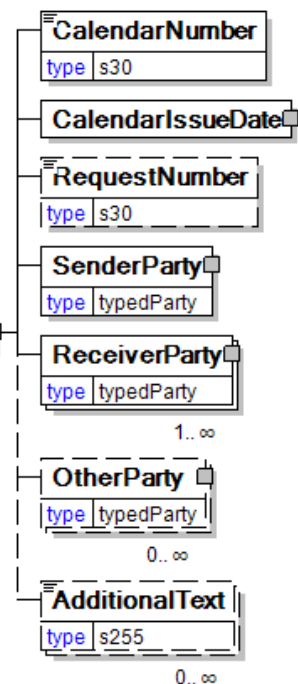 CalendarNumber
type s30
CalendarIssueDate
RequestNumber
type s30
SenderParty
type typedParty
ReceiverParty
type typedParty
1.. ∞
OtherParty
type typedParty
0.. ∞
AdditionalText
type s255
0.. ∞